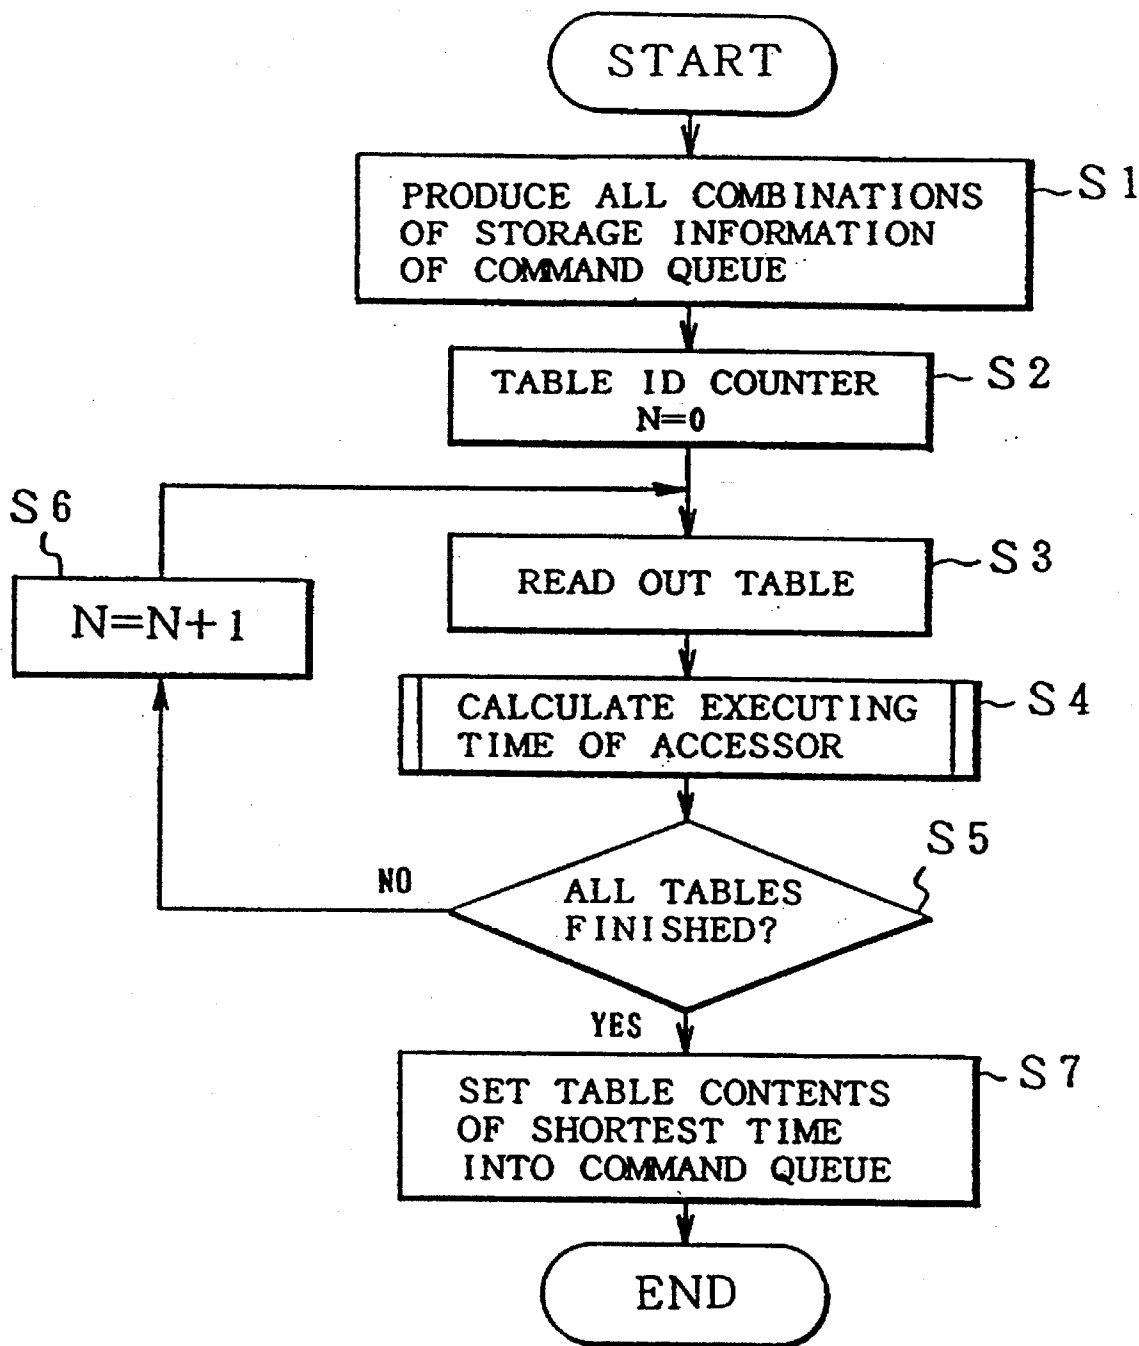 START
PRODUCE ALL COMBINATIONS
OF STORAGE INFORMATION
OF COMMAND QUEUE
S1
TABLE ID COUNTER
N=0
S2
S6
N=N+1
READ OUT TABLE
S3
CALCULATE EXECUTING
TIME OF ACCESSOR
S4
ALL TABLES
FINISHED?
S5
NO
YES
SET TABLE CONTENTS
OF SHORTEST TIME
INTO COMMAND QUEUE
S7
END